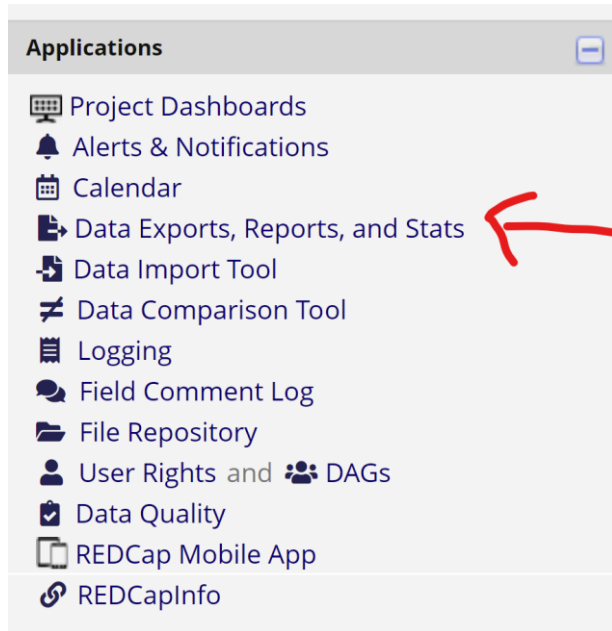 Applications
Project Dashboards
Alerts & Notifications
Calendar
Data Exports, Reports, and Stats
Data Import Tool
Data Comparison Tool
Logging
Field Comment Log
File Repository
User Rights and DAGs
Data Quality
REDCap Mobile App
REDCapInfo